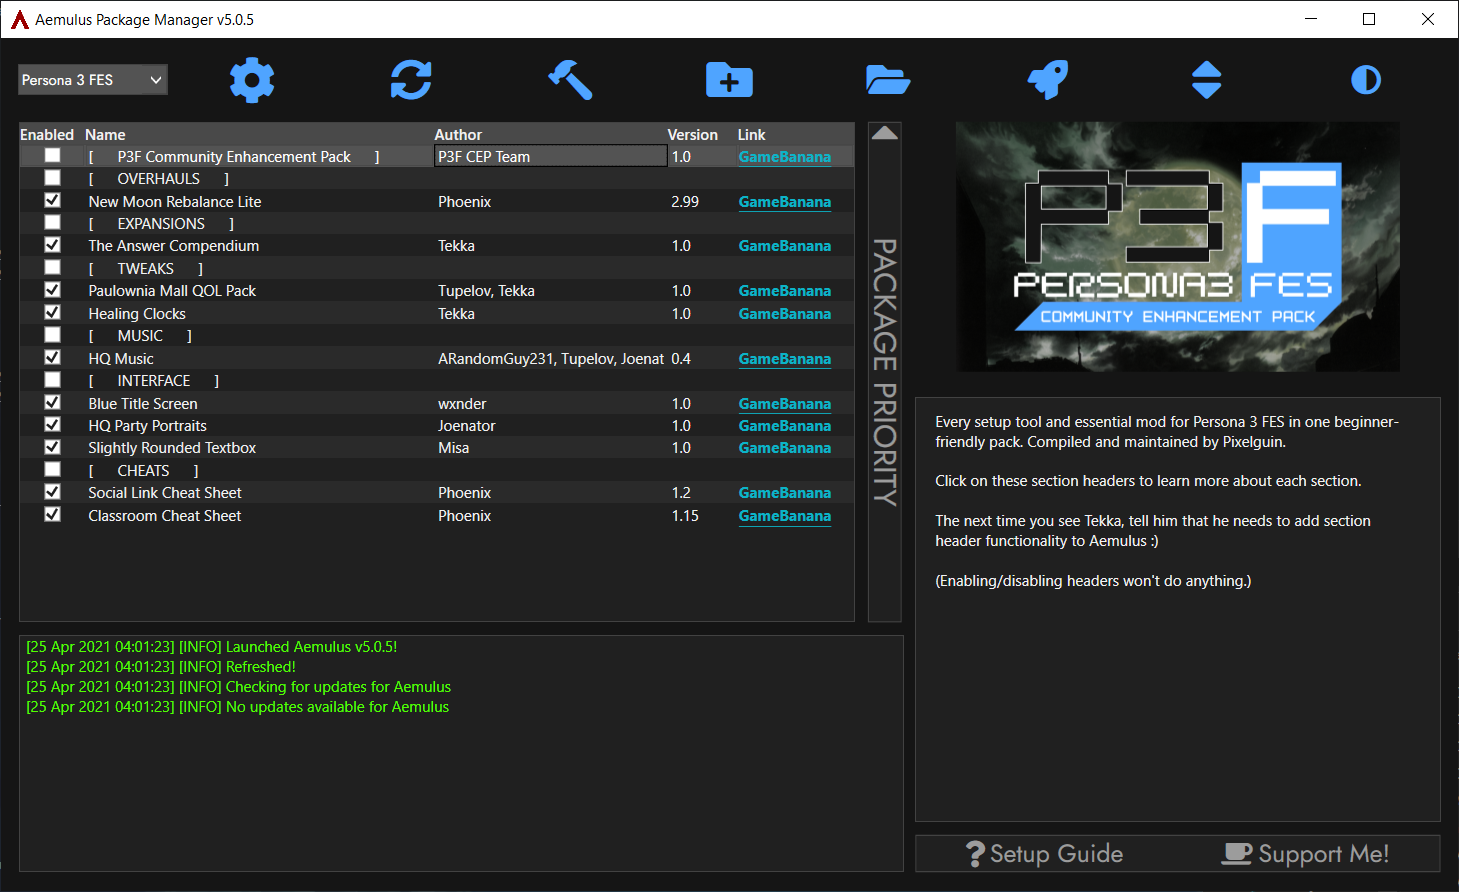 Aemulus Package Manager v5.0.5
Persona 3 FES
Enabled Name Author Version Link
[ P3F Community Enhancement Pack ] P3F CEP Team 1.0 GameBanana
[ OVERHAULS ]
New Moon Rebalance Lite Phoenix 2.99 GameBanana
[ EXPANSIONS ]
The Answer Compendium Tekka 1.0 GameBanana
[ TWEAKS ]
Paulownia Mall QOL Pack Tupelov, Tekka 1.0 GameBanana
Healing Clocks Tekka 1.0 GameBanana
[ MUSIC ]
HQ Music ARandomGuy231, Tupelov, Joenat 0.4 GameBanana
[ INTERFACE ]
Blue Title Screen wxnder 1.0 GameBanana
HQ Party Portraits Joenator 1.0 GameBanana
Slightly Rounded Textbox Misa 1.0 GameBanana
[ CHEATS ]
Social Link Cheat Sheet Phoenix 1.2 GameBanana
Classroom Cheat Sheet Phoenix 1.15 GameBanana
PACKAGE PRIORITY
P3F
PERSONA3 FES
COMMUNITY ENHANCEMENT PACK
Every setup tool and essential mod for Persona 3 FES in one beginner-
friendly pack. Compiled and maintained by Pixelguin.
Click on these section headers to learn more about each section.
The next time you see Tekka, tell him that he needs to add section
header functionality to Aemulus :)
(Enabling/disabling headers won't do anything.)
[25 Apr 2021 04:01:23] [INFO] Launched Aemulus v5.0.5!
[25 Apr 2021 04:01:23] [INFO] Refreshed!
[25 Apr 2021 04:01:23] [INFO] Checking for updates for Aemulus
[25 Apr 2021 04:01:23] [INFO] No updates available for Aemulus
Setup Guide
Support Me!